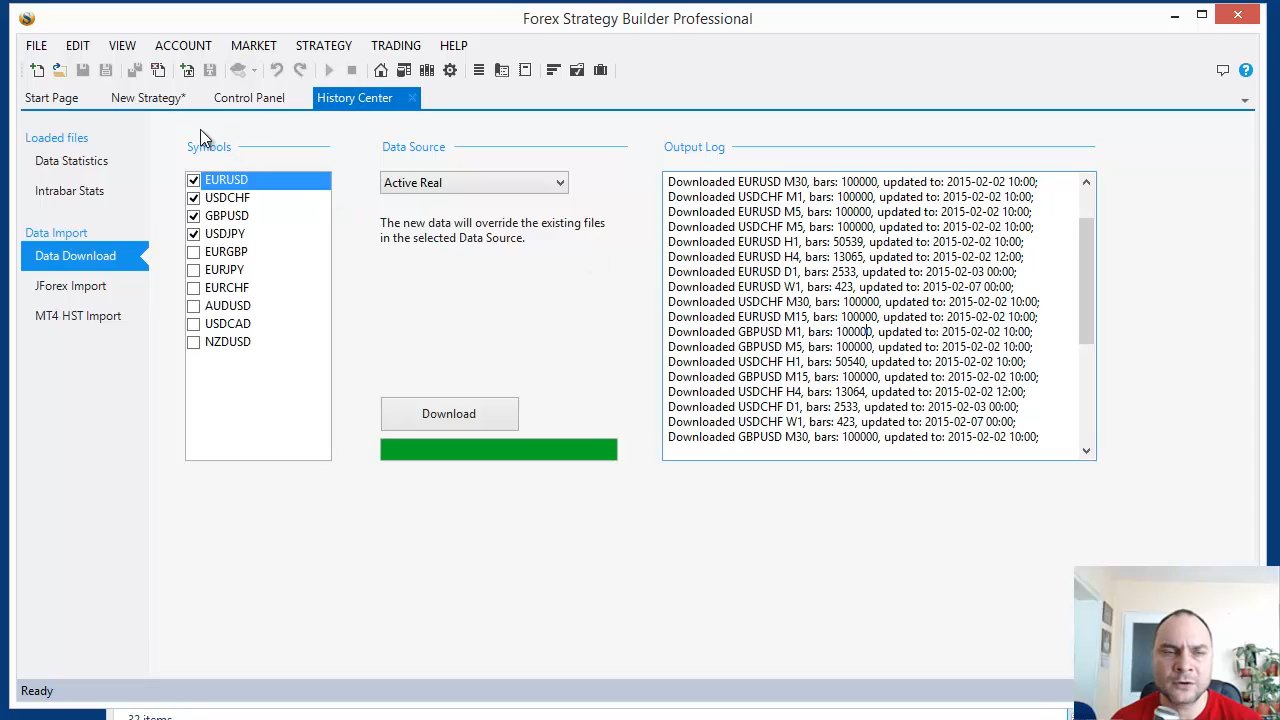 Forex Strategy Builder Professional
FILE EDIT VIEW ACCOUNT MARKET STRATEGY TRADING HELP
Start Page New Strategy* Control Panel History Center
Loaded files
Data Statistics
Intrabar Stats
Data Import
Data Download
JForex Import
MT4 HST Import
Symbols
EURUSD
USDCHF
GBPUSD
USDJPY
EURGBP
EURJPY
EURCHF
AUDUSD
USDCAD
NZDUSD
Data Source
Active Real
The new data will override the existing files
in the selected Data Source.
Download
Output Log
Downloaded EURUSD M30, bars: 100000, updated to: 2015-02-02 10:00;
Downloaded USDCHF M1, bars: 100000, updated to: 2015-02-02 10:00;
Downloaded EURUSD M5, bars: 100000, updated to: 2015-02-02 10:00;
Downloaded USDCHF M5, bars: 100000, updated to: 2015-02-02 10:00;
Downloaded EURUSD H1, bars: 50539, updated to: 2015-02-02 10:00;
Downloaded EURUSD H4, bars: 13065, updated to: 2015-02-02 12:00;
Downloaded EURUSD D1, bars: 2533, updated to: 2015-02-03 00:00;
Downloaded EURUSD W1, bars: 423, updated to: 2015-02-07 00:00;
Downloaded USDCHF M30, bars: 100000, updated to: 2015-02-02 10:00;
Downloaded EURUSD M15, bars: 100000, updated to: 2015-02-02 10:00;
Downloaded GBPUSD M1, bars: 100000, updated to: 2015-02-02 10:00;
Downloaded GBPUSD M5, bars: 100000, updated to: 2015-02-02 10:00;
Downloaded USDCHF H1, bars: 50540, updated to: 2015-02-02 10:00;
Downloaded GBPUSD M15, bars: 100000, updated to: 2015-02-02 10:00;
Downloaded USDCHF H4, bars: 13064, updated to: 2015-02-02 12:00;
Downloaded USDCHF D1, bars: 2533, updated to: 2015-02-03 00:00;
Downloaded USDCHF W1, bars: 423, updated to: 2015-02-07 00:00;
Downloaded GBPUSD M30, bars: 100000, updated to: 2015-02-02 10:00;
Ready
32 items